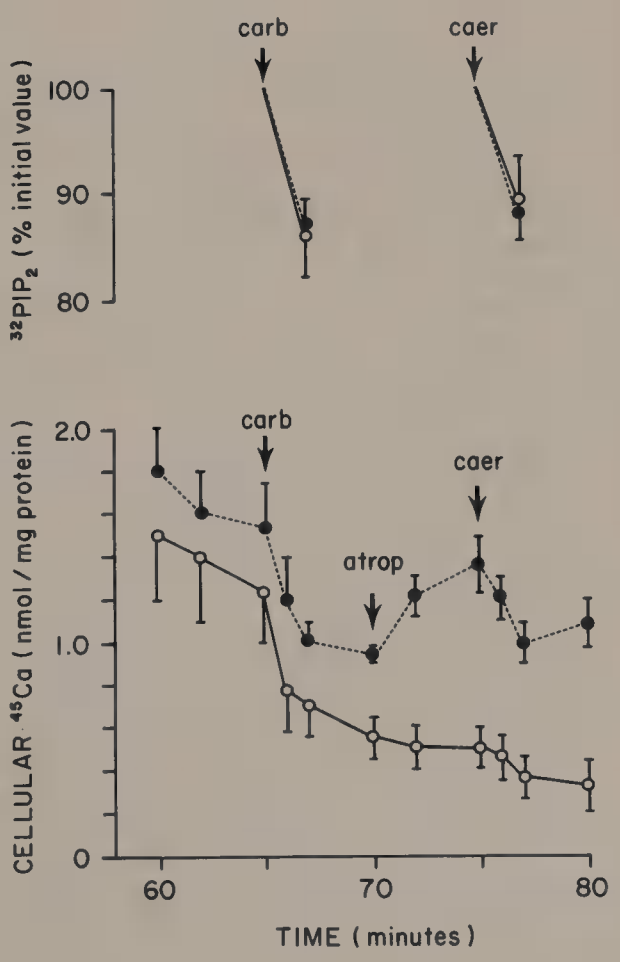 carb
caer
³²PIP₂ (% initial value)
100
90
80
carb
caer
atrop
CELLULAR ⁴⁵Ca (nmol / mg protein)
2.0
1.0
0
60
70
80
TIME (minutes)